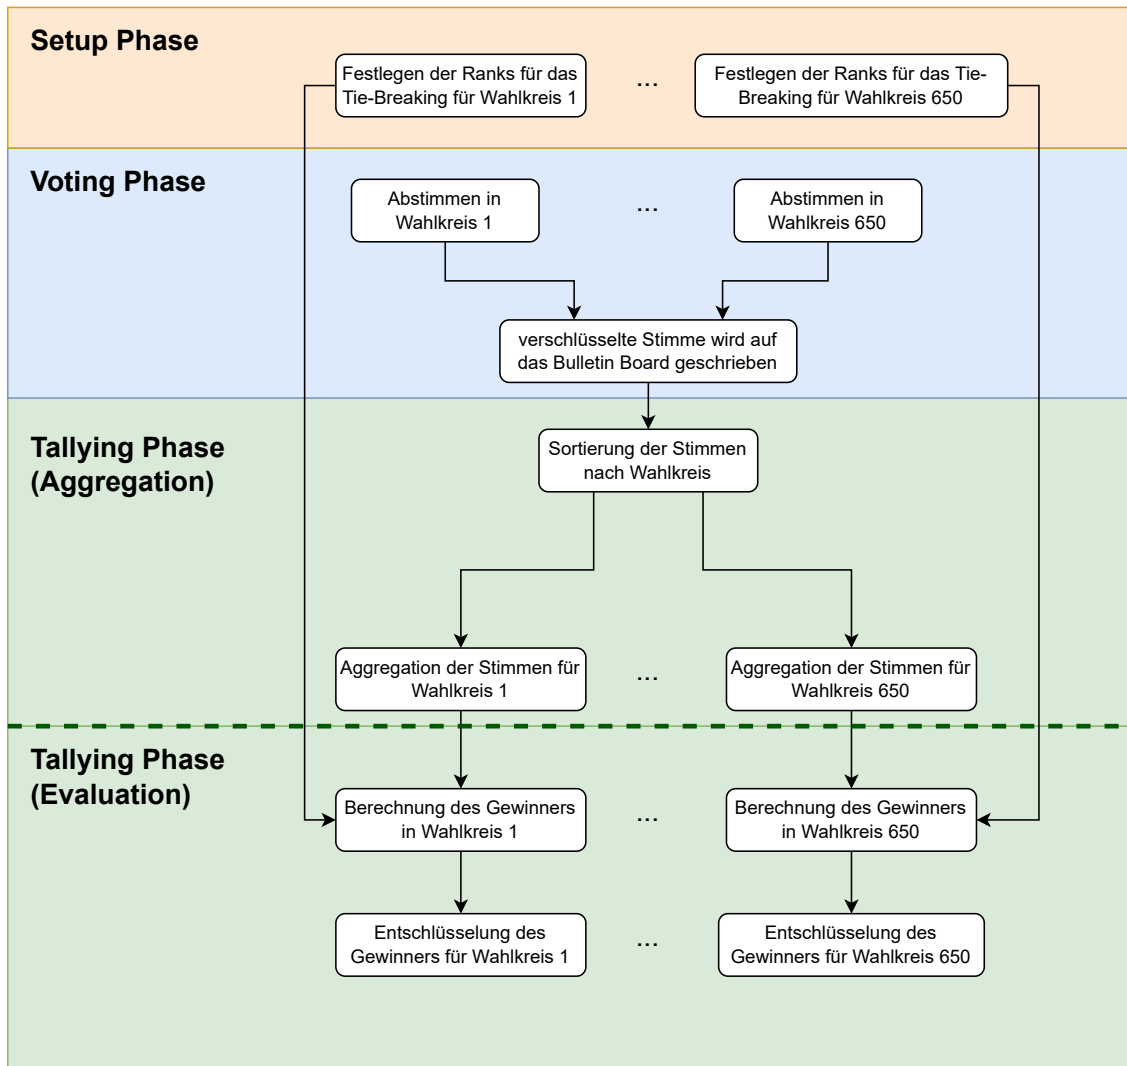 Setup Phase
Festlegen der Ranks für das
Tie-Breaking für Wahlkreis 1
...
Festlegen der Ranks für das Tie-
Breaking für Wahlkreis 650
Voting Phase
Abstimmen in
Wahlkreis 1
...
Abstimmen in
Wahlkreis 650
verschlüsselte Stimme wird auf
das Bulletin Board geschrieben
Tallying Phase
(Aggregation)
Sortierung der Stimmen
nach Wahlkreis
Aggregation der Stimmen für
Wahlkreis 1
...
Aggregation der Stimmen für
Wahlkreis 650
Tallying Phase
(Evaluation)
Berechnung des Gewinners
in Wahlkreis 1
...
Berechnung des Gewinners
in Wahlkreis 650
Entschlüsselung des
Gewinners für Wahlkreis 1
...
Entschlüsselung des
Gewinners für Wahlkreis 650